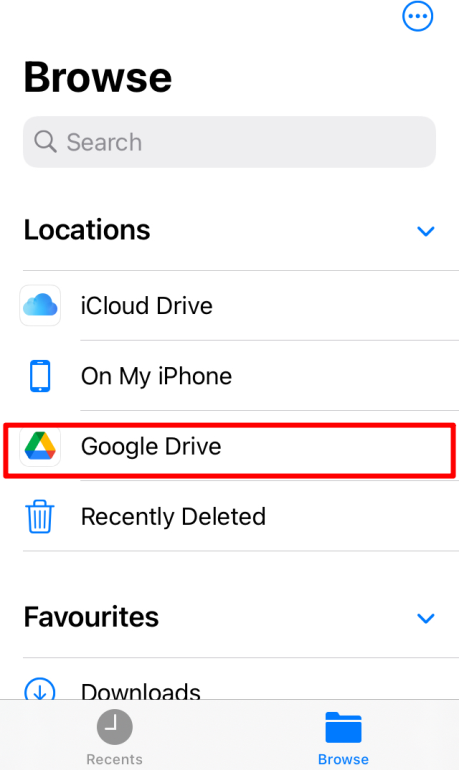 Browse
Search
Locations
iCloud Drive
On My iPhone
Google Drive
Recently Deleted
Favourites
Downloads
Recents
Browse